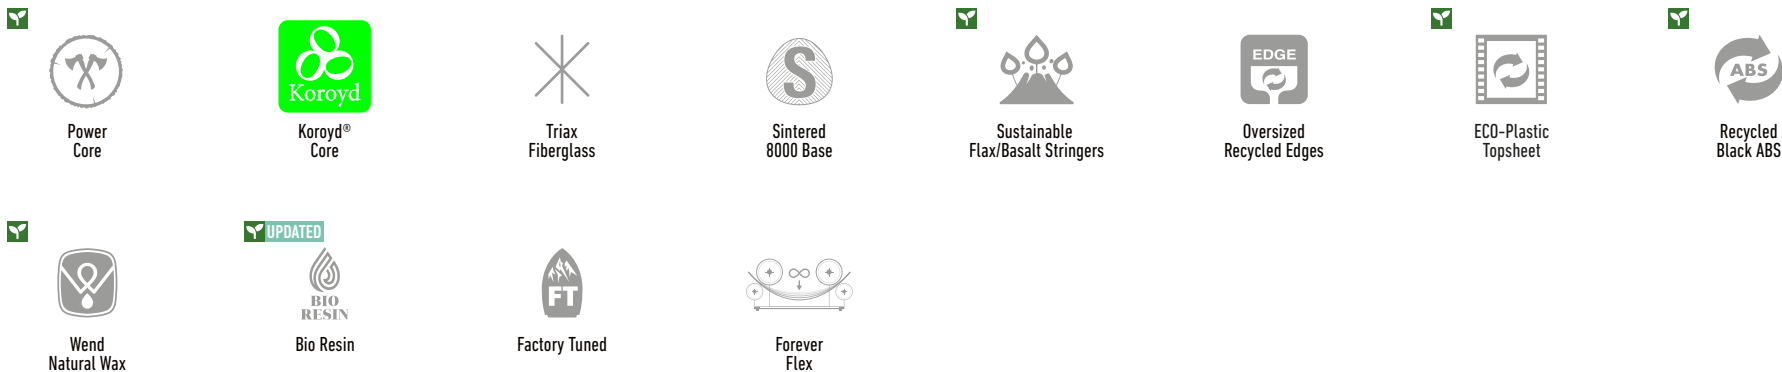 Koroyd
S
EDGE
ABS
Power
Core
Koroyd®
Core
Triax
Fiberglass
Sintered
8000 Base
Sustainable
Flax/Basalt Stringers
Oversized
Recycled Edges
ECO-Plastic
Topsheet
Recycled
Black ABS
UPDATED
BIO
RESIN
FT
Wend
Natural Wax
Bio Resin
Factory Tuned
Forever
Flex